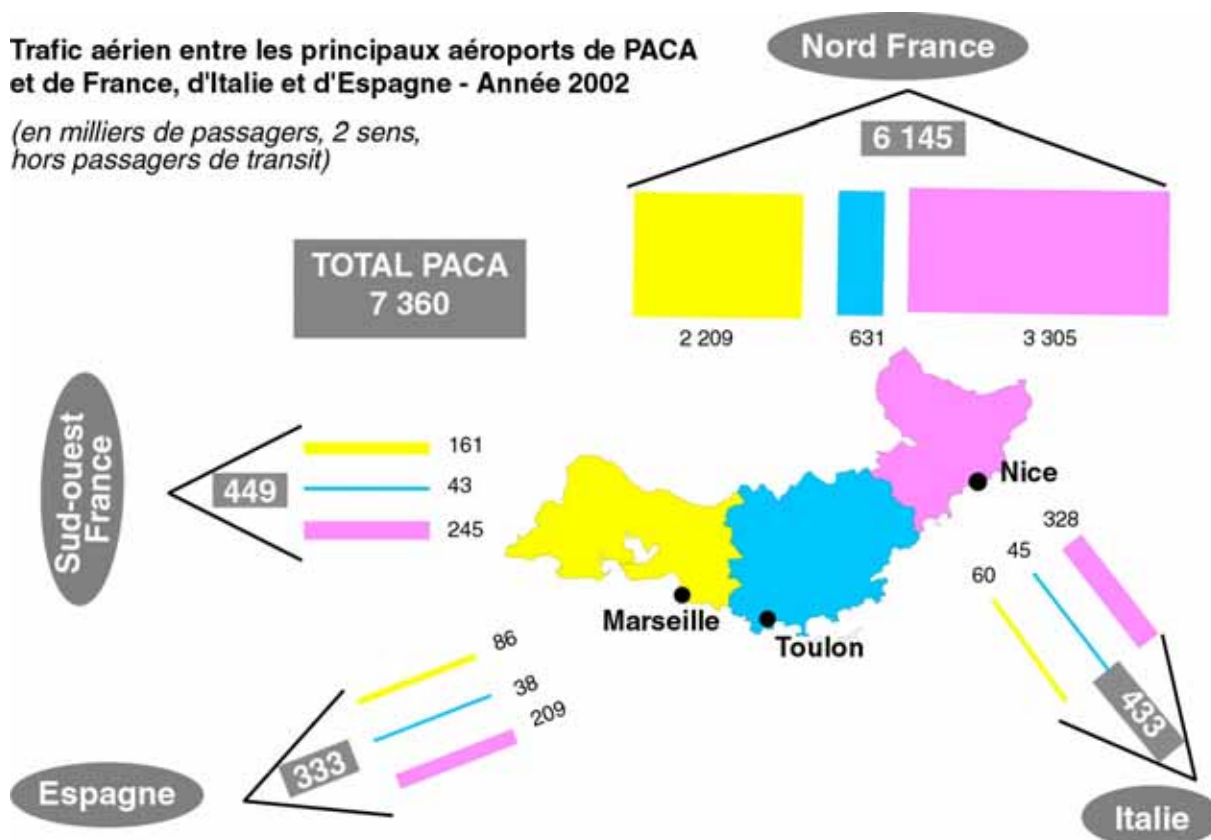 Trafic aérien entre les principaux aéroports de PACA
et de France, d'Italie et d'Espagne - Année 2002
(en milliers de passagers, 2 sens,
hors passagers de transit)
Nord France
6 145
TOTAL PACA
7 360
2 209
631
3 305
Sud-ouest
France
449
161
43
245
Nice
Marseille
Toulon
328
45
60
433
Italie
86
38
209
333
Espagne